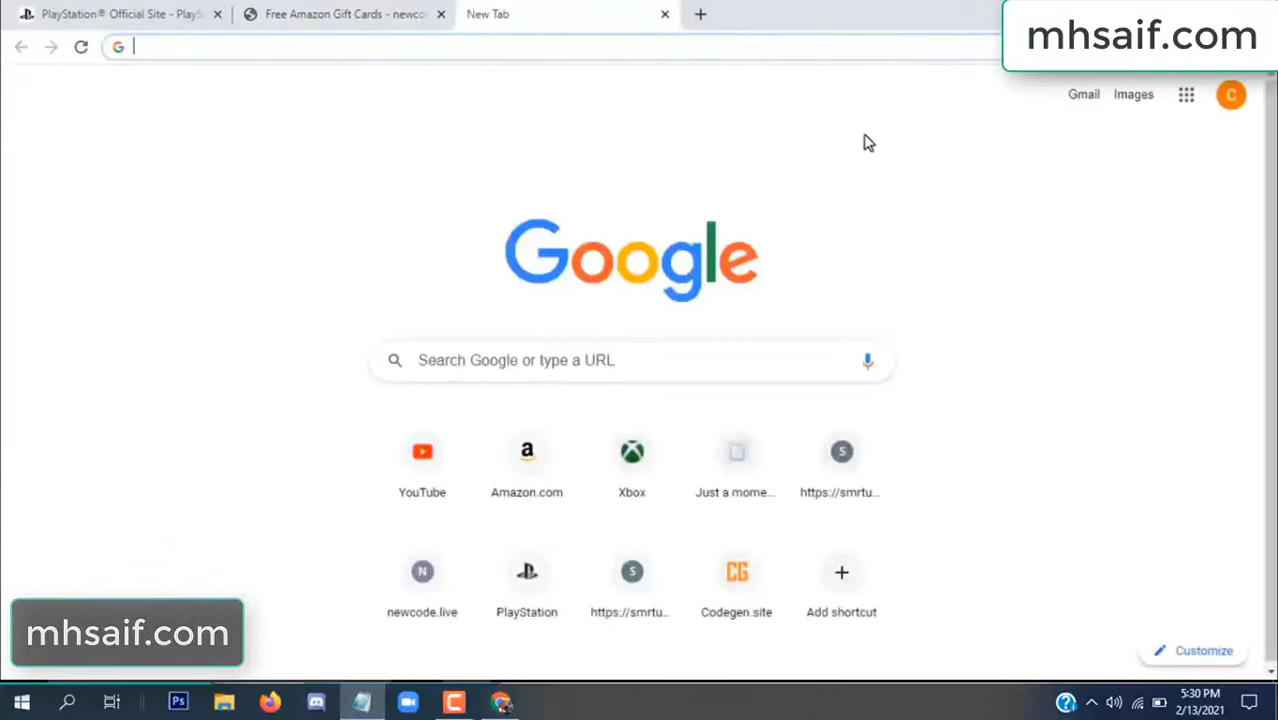 PlayStation® Official Site - PlayS
Free Amazon Gift Cards - newco
New Tab
mhsaif.com
Gmail Images
C
Google
Search Google or type a URL
YouTube
Amazon.com
Xbox
Just a mome...
S
https://smrtu...
N
newcode.live
PlayStation
S
https://smrtu...
CG
Codegen.site
Add shortcut
mhsaif.com
Customize
Ps
5:30 PM
2/13/2021